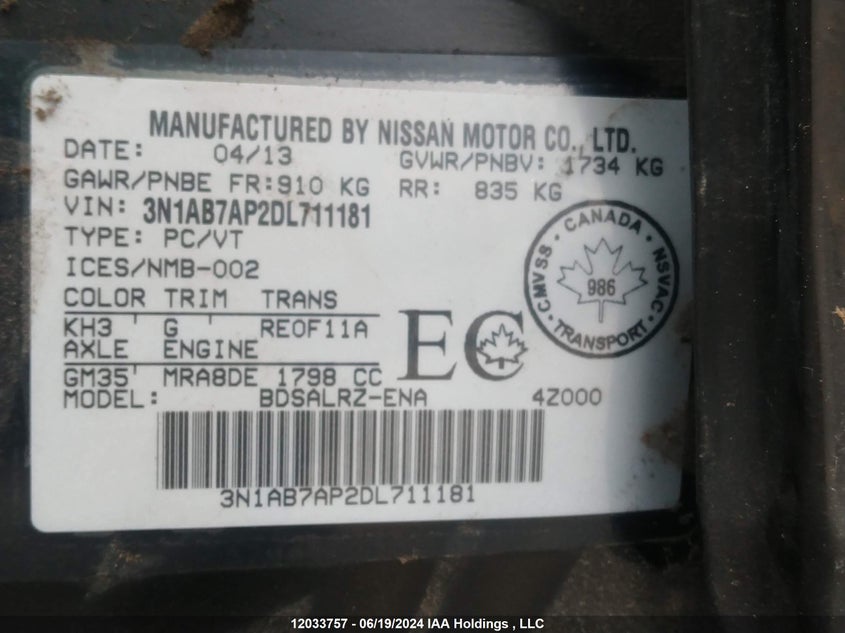 MANUFACTURED BY NISSAN MOTOR CO., LTD.
DATE: 04/13 GVWR/PNBV: 1734 KG
GAWR/PNBE FR:910 KG RR: 835 KG
VIN: 3N1AB7AP2DL711181
TYPE: PC/VT
ICES/NMB-002
COLOR TRIM TRANS
KH3 ' G ' RE0F11A
AXLE ENGINE
GM35' MRA8DE 1798 CC
MODEL: BDSALRZ-ENA 4Z000
EC
CMVSS · CANADA · NSVAC · TRANSPORT ·
986
3N1AB7AP2DL711181
12033757 - 06/19/2024 IAA Holdings , LLC